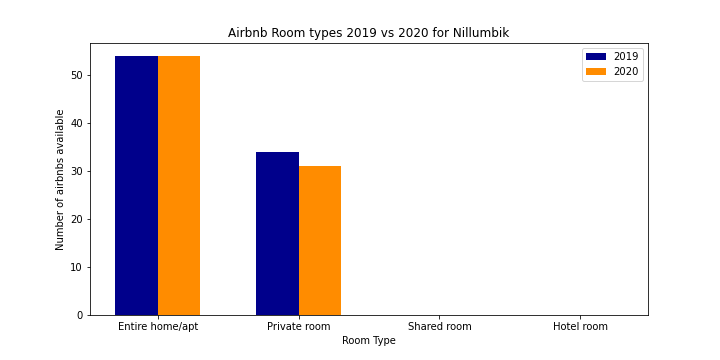 Airbnb Room types 2019 vs 2020 for Nillumbik
2019
2020
Number of airbnbs available
50
40
30
20
10
0
Entire home/apt Private room Shared room Hotel room
Room Type